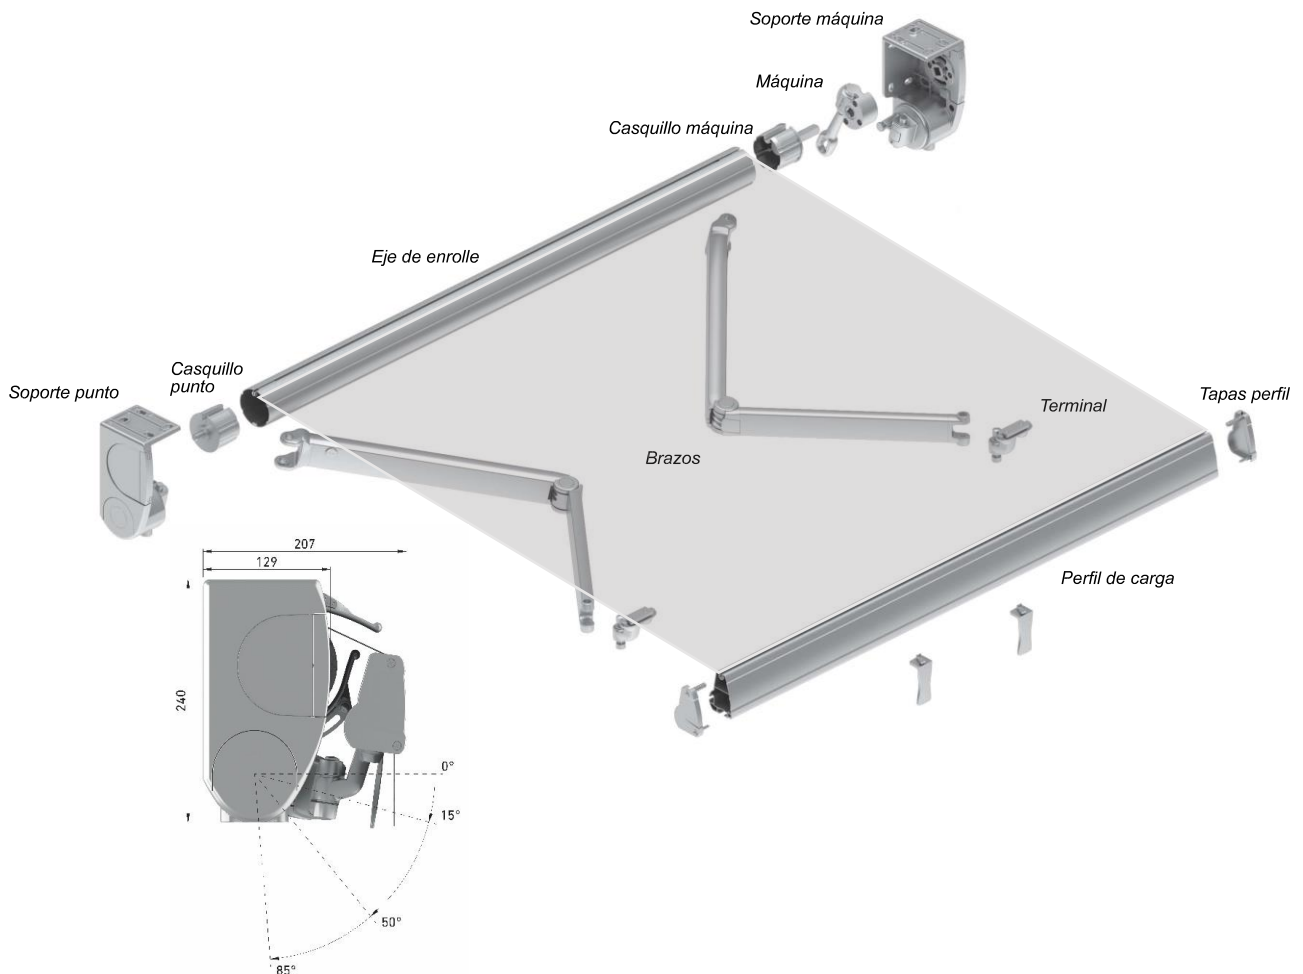 Soporte máquina
Máquina
Casquillo máquina
Eje de enrolle
Casquillo
punto
Soporte punto
Terminal
Tapas perfil
Brazos
Perfil de carga
207
129
240
0°
15°
50°
85°